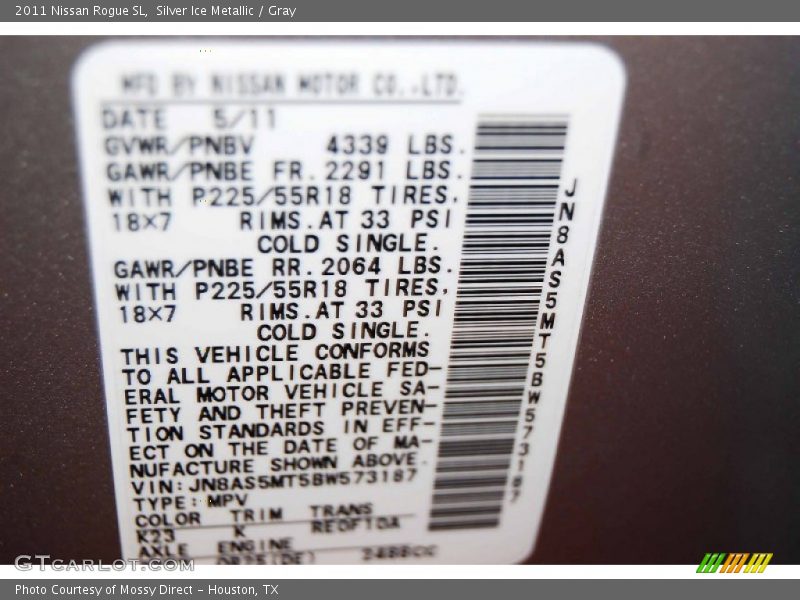 2011 Nissan Rogue SL, Silver Ice Metallic / Gray
MFD BY NISSAN MOTOR CO.,LTD.
DATE 5/11
GVWR/PNBV 4339 LBS.
GAWR/PNBE FR. 2291 LBS.
WITH P225/55R18 TIRES,
18×7 RIMS. AT 33 PSI
COLD SINGLE.
GAWR/PNBE RR. 2064 LBS.
WITH P225/55R18 TIRES,
18×7 RIMS. AT 33 PSI
COLD SINGLE.
THIS VEHICLE CONFORMS
TO ALL APPLICABLE FED-
ERAL MOTOR VEHICLE SA-
FETY AND THEFT PREVEN-
TION STANDARDS IN EFF-
ECT ON THE DATE OF MA-
NUFACTURE SHOWN ABOVE.
VIN: JN8AS5MT5BW573187
TYPE: MPV
COLOR TRIM TRANS
K23 K REOF10A
AXLE ENGINE
2488CC
JN8AS5MT5BW573187
GTCarLot.com
Photo Courtesy of Mossy Direct - Houston, TX